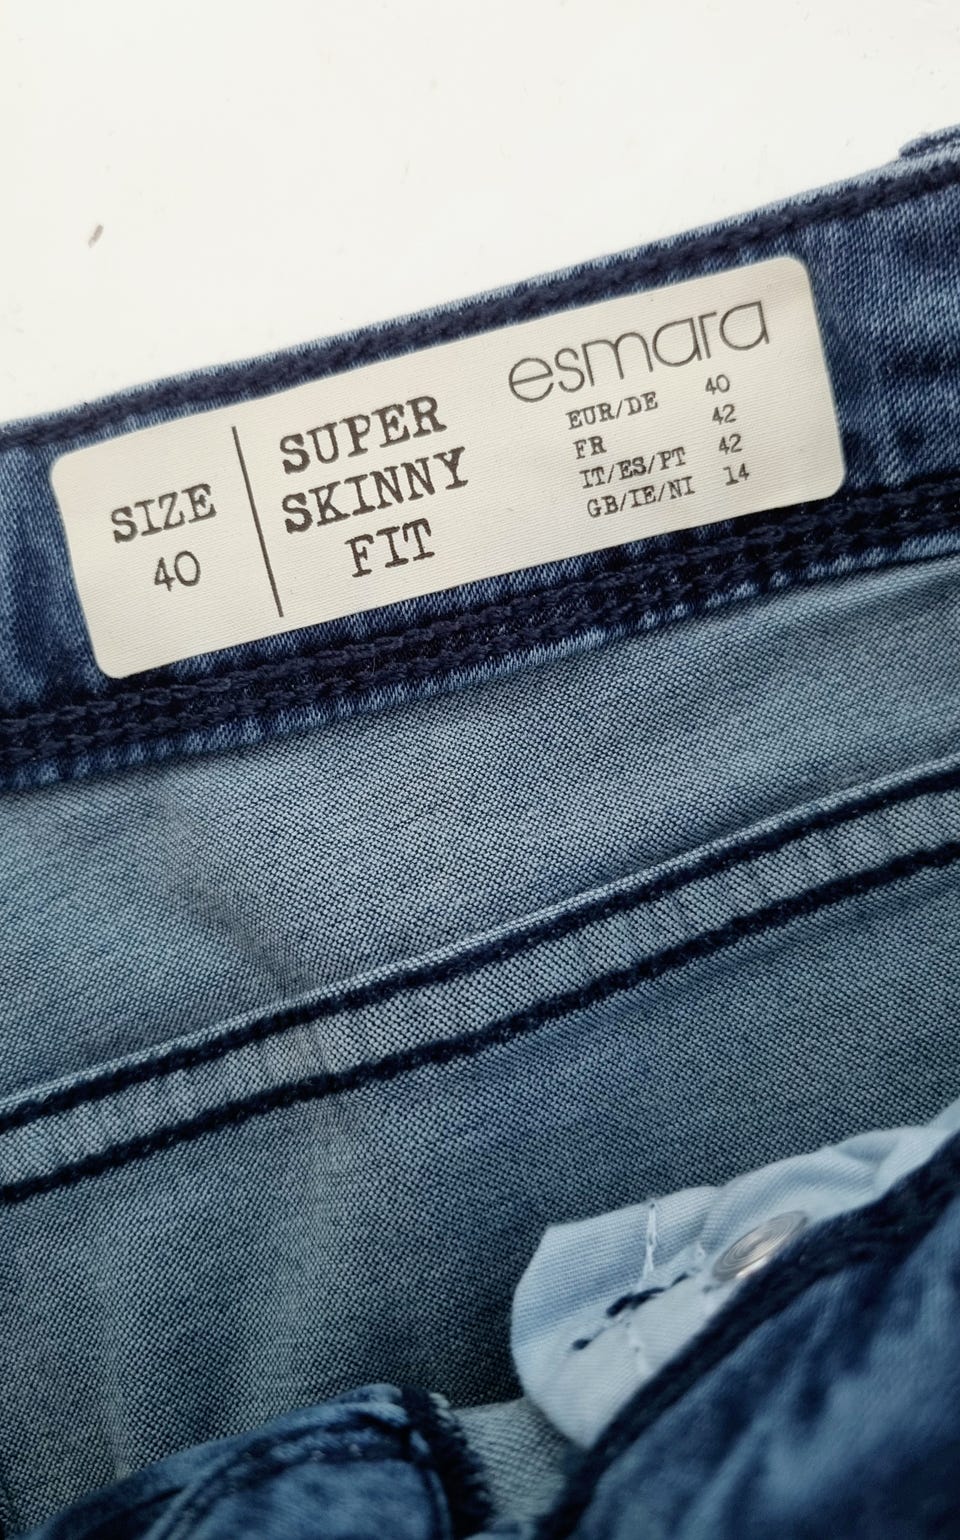 SIZE
40
SUPER
SKINNY
FIT
esmara
EUR/DE 40
FR 42
IT/ES/PT 42
GB/IE/NI 14